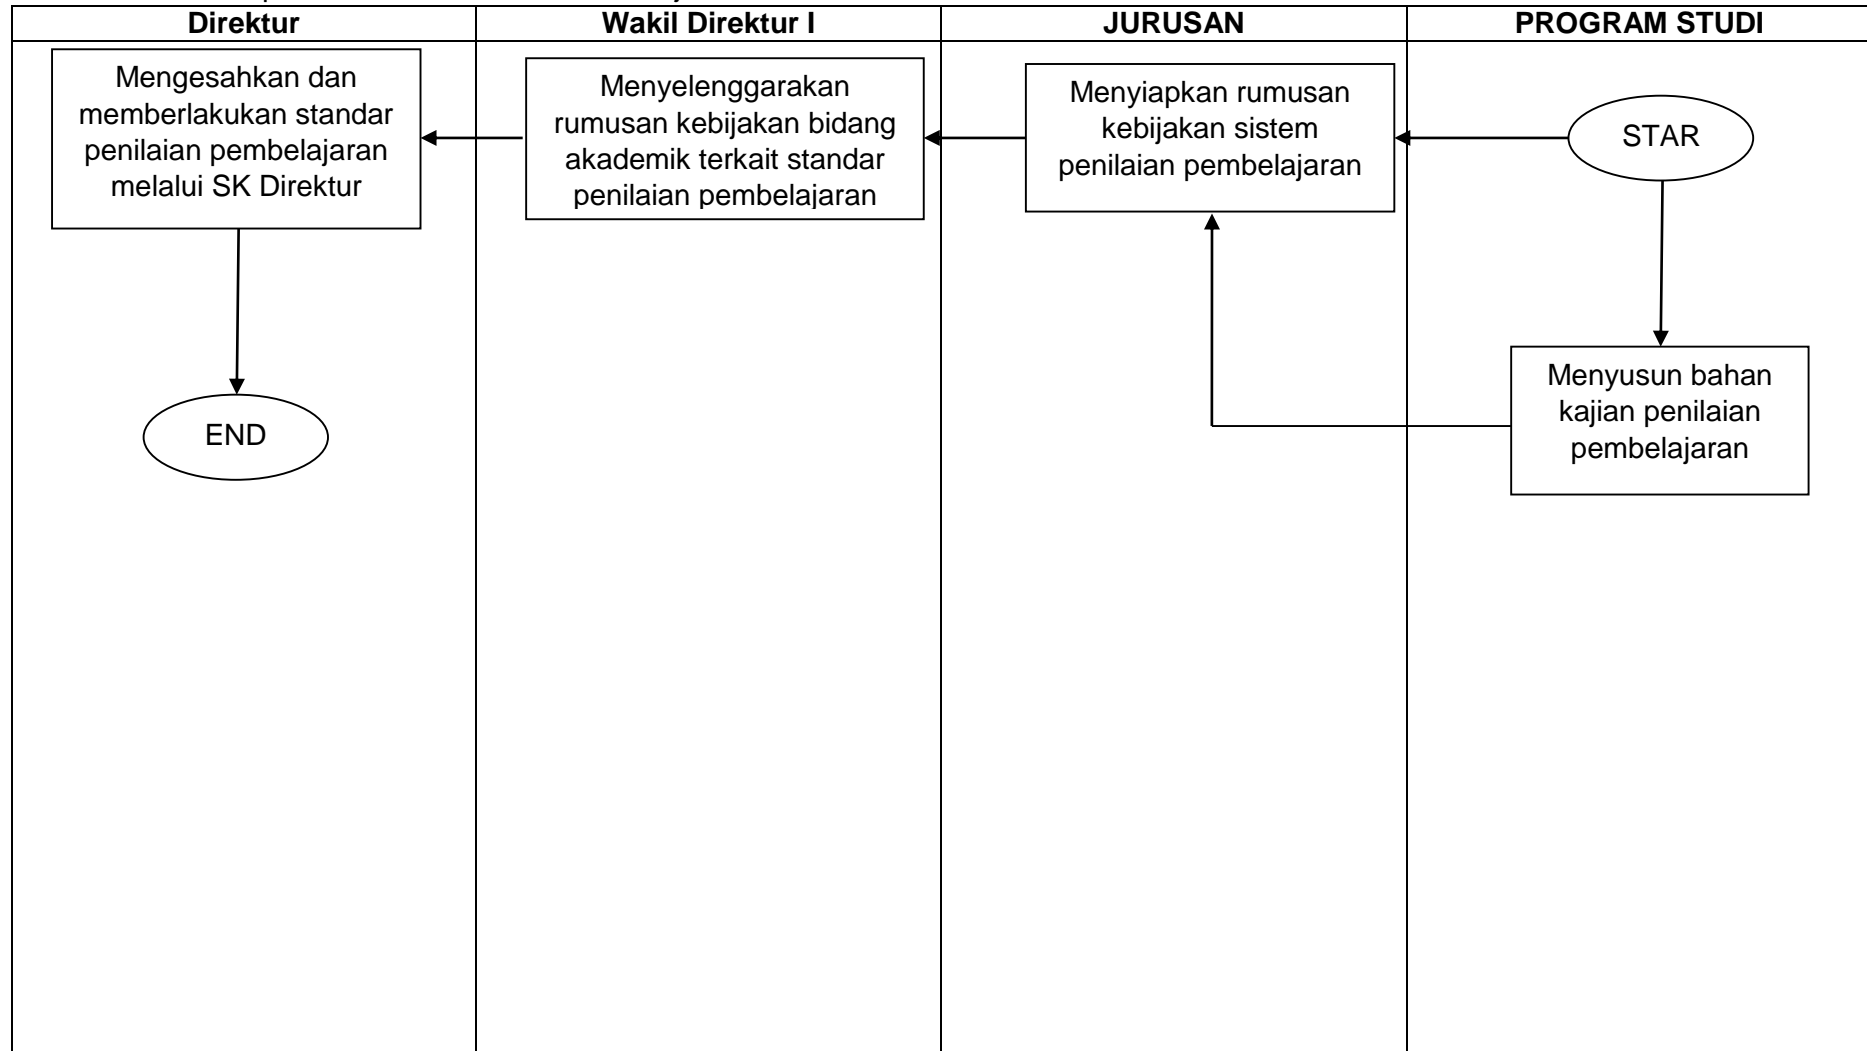 Direktur
Wakil Direktur I
JURUSAN
PROGRAM STUDI
Mengesahkan dan
memberlakukan standar
penilaian pembelajaran
melalui SK Direktur
Menyelenggarakan
rumusan kebijakan bidang
akademik terkait standar
penilaian pembelajaran
Menyiapkan rumusan
kebijakan sistem
penilaian pembelajaran
STAR
END
Menyusun bahan
kajian penilaian
pembelajaran